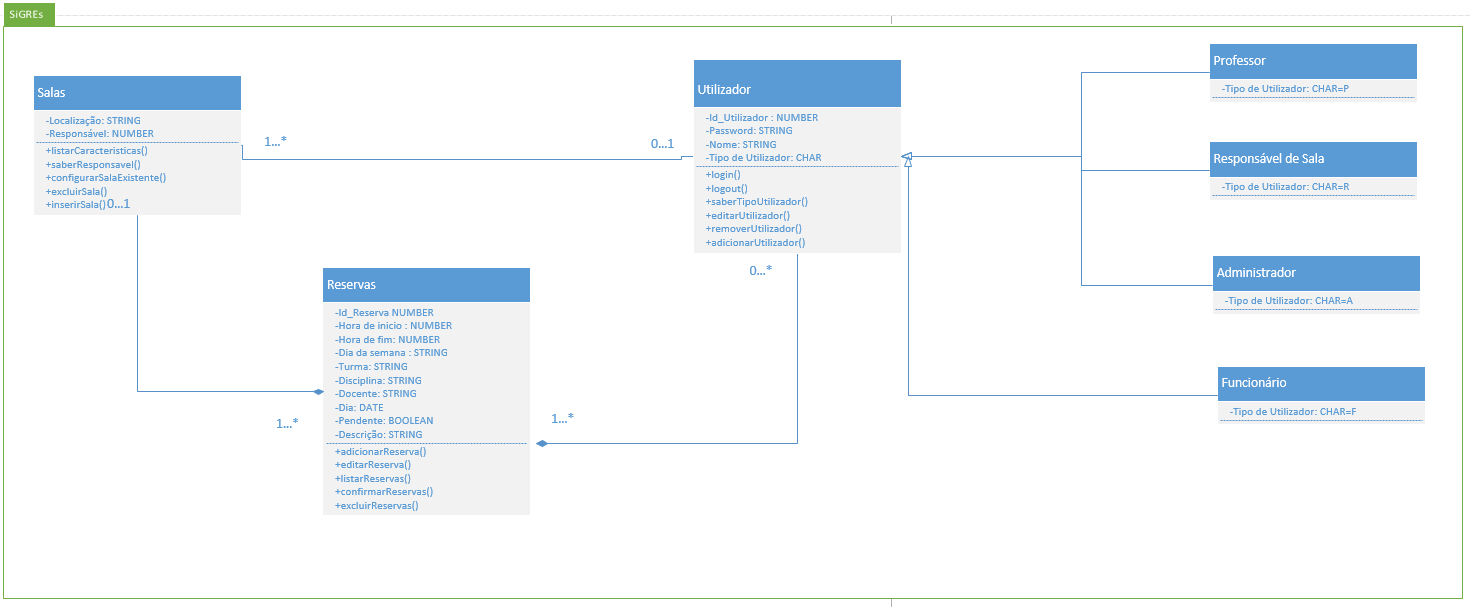 SiGREs
Salas
-Localização: STRING
-Responsável: NUMBER
+listarCaracteristicas()
+saberResponsavel()
+configurarSalaExistente()
+excluirSala()
+inserirSala()
0...1
1...*
0...1
Utilizador
-Id_Utilizador : NUMBER
-Password: STRING
-Nome: STRING
-Tipo de Utilizador: CHAR
+login()
+logout()
+saberTipoUtilizador()
+editarUtilizador()
+removerUtilizador()
+adicionarUtilizador()
0...*
Reservas
-Id_Reserva NUMBER
-Hora de inicio : NUMBER
-Hora de fim: NUMBER
-Dia da semana : STRING
-Turma: STRING
-Disciplina: STRING
-Docente: STRING
-Dia: DATE
-Pendente: BOOLEAN
-Descrição: STRING
+adicionarReserva()
+editarReserva()
+listarReservas()
+confirmarReservas()
+excluirReservas()
1...*
1...*
Professor
-Tipo de Utilizador: CHAR=P
Responsável de Sala
-Tipo de Utilizador: CHAR=R
Administrador
-Tipo de Utilizador: CHAR=A
Funcionário
-Tipo de Utilizador: CHAR=F